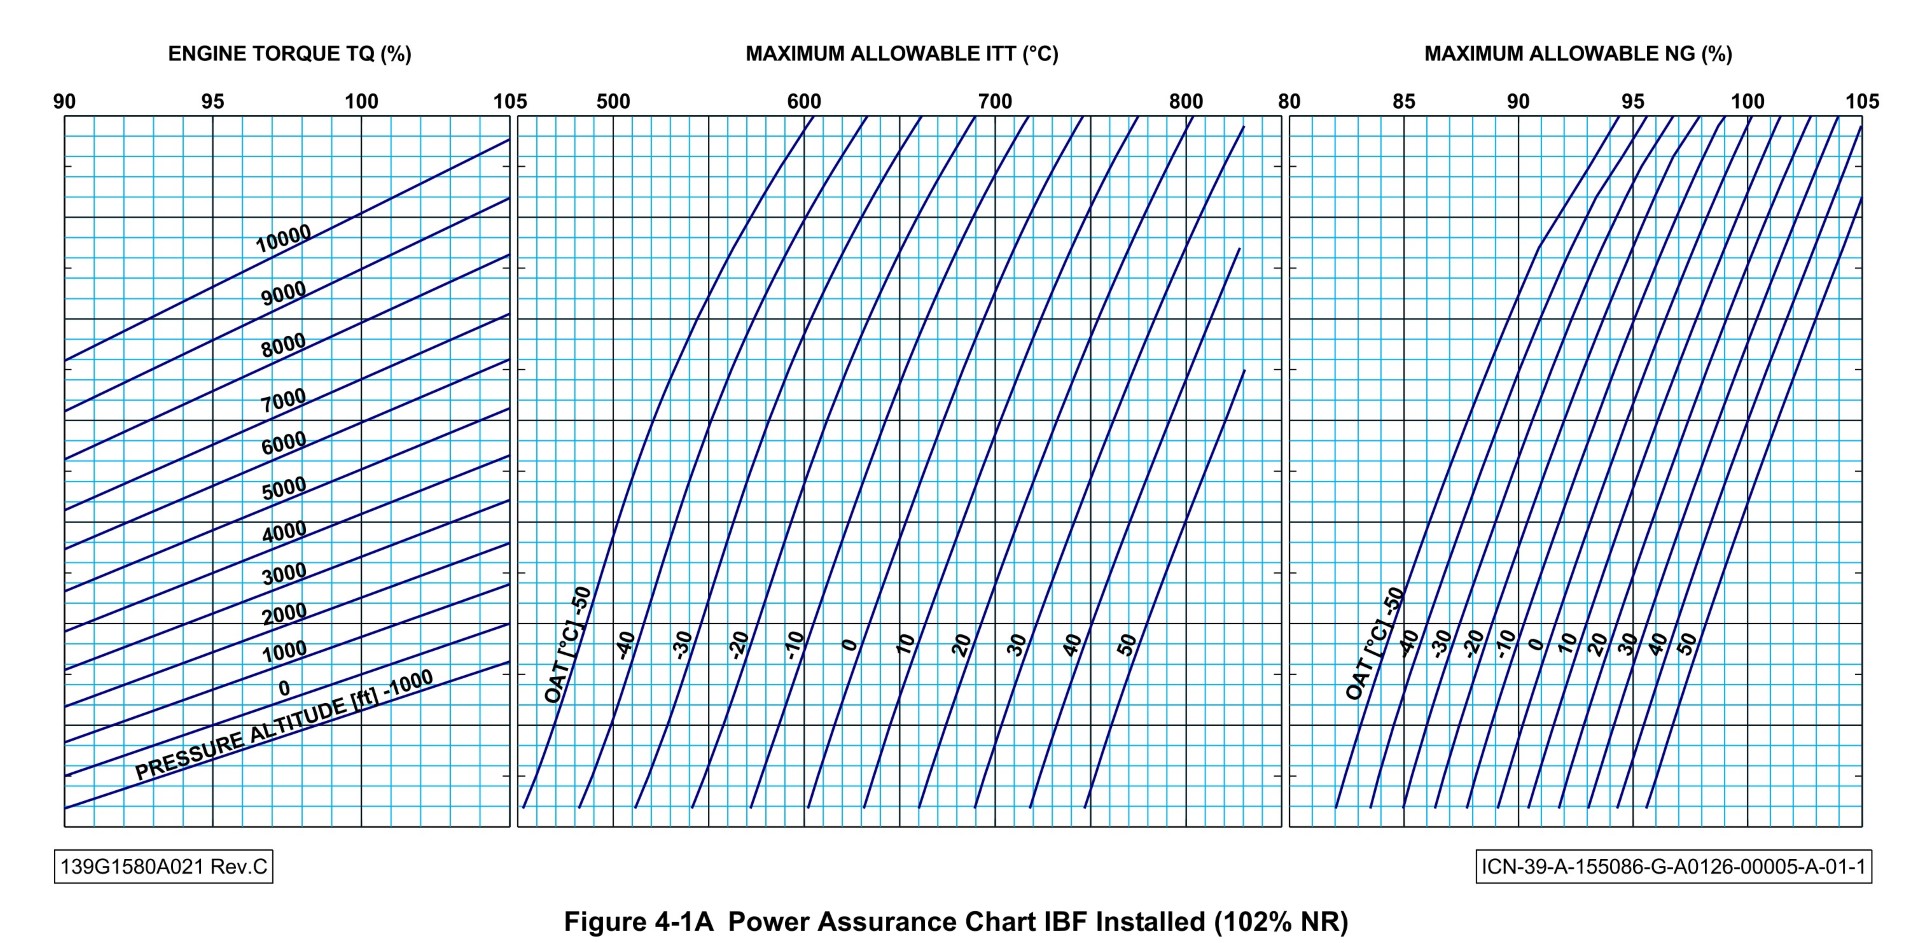 ENGINE TORQUE TQ (%) MAXIMUM ALLOWABLE ITT (°C) MAXIMUM ALLOWABLE NG (%)
90 95 100 105 500 600 700 800 80 85 90 95 100 105
10000
9000
8000
7000
6000
5000
4000
3000
2000
1000
0
PRESSURE ALTITUDE [ft] -1000
OAT [°C] -50 -40 -30 -20 -10 0 10 20 30 40 50
OAT [°C] -50 -40 -30 -20 -10 0 10 20 30 40 50
139G1580A021 Rev.C
ICN-39-A-155086-G-A0126-00005-A-01-1
Figure 4-1A Power Assurance Chart IBF Installed (102% NR)